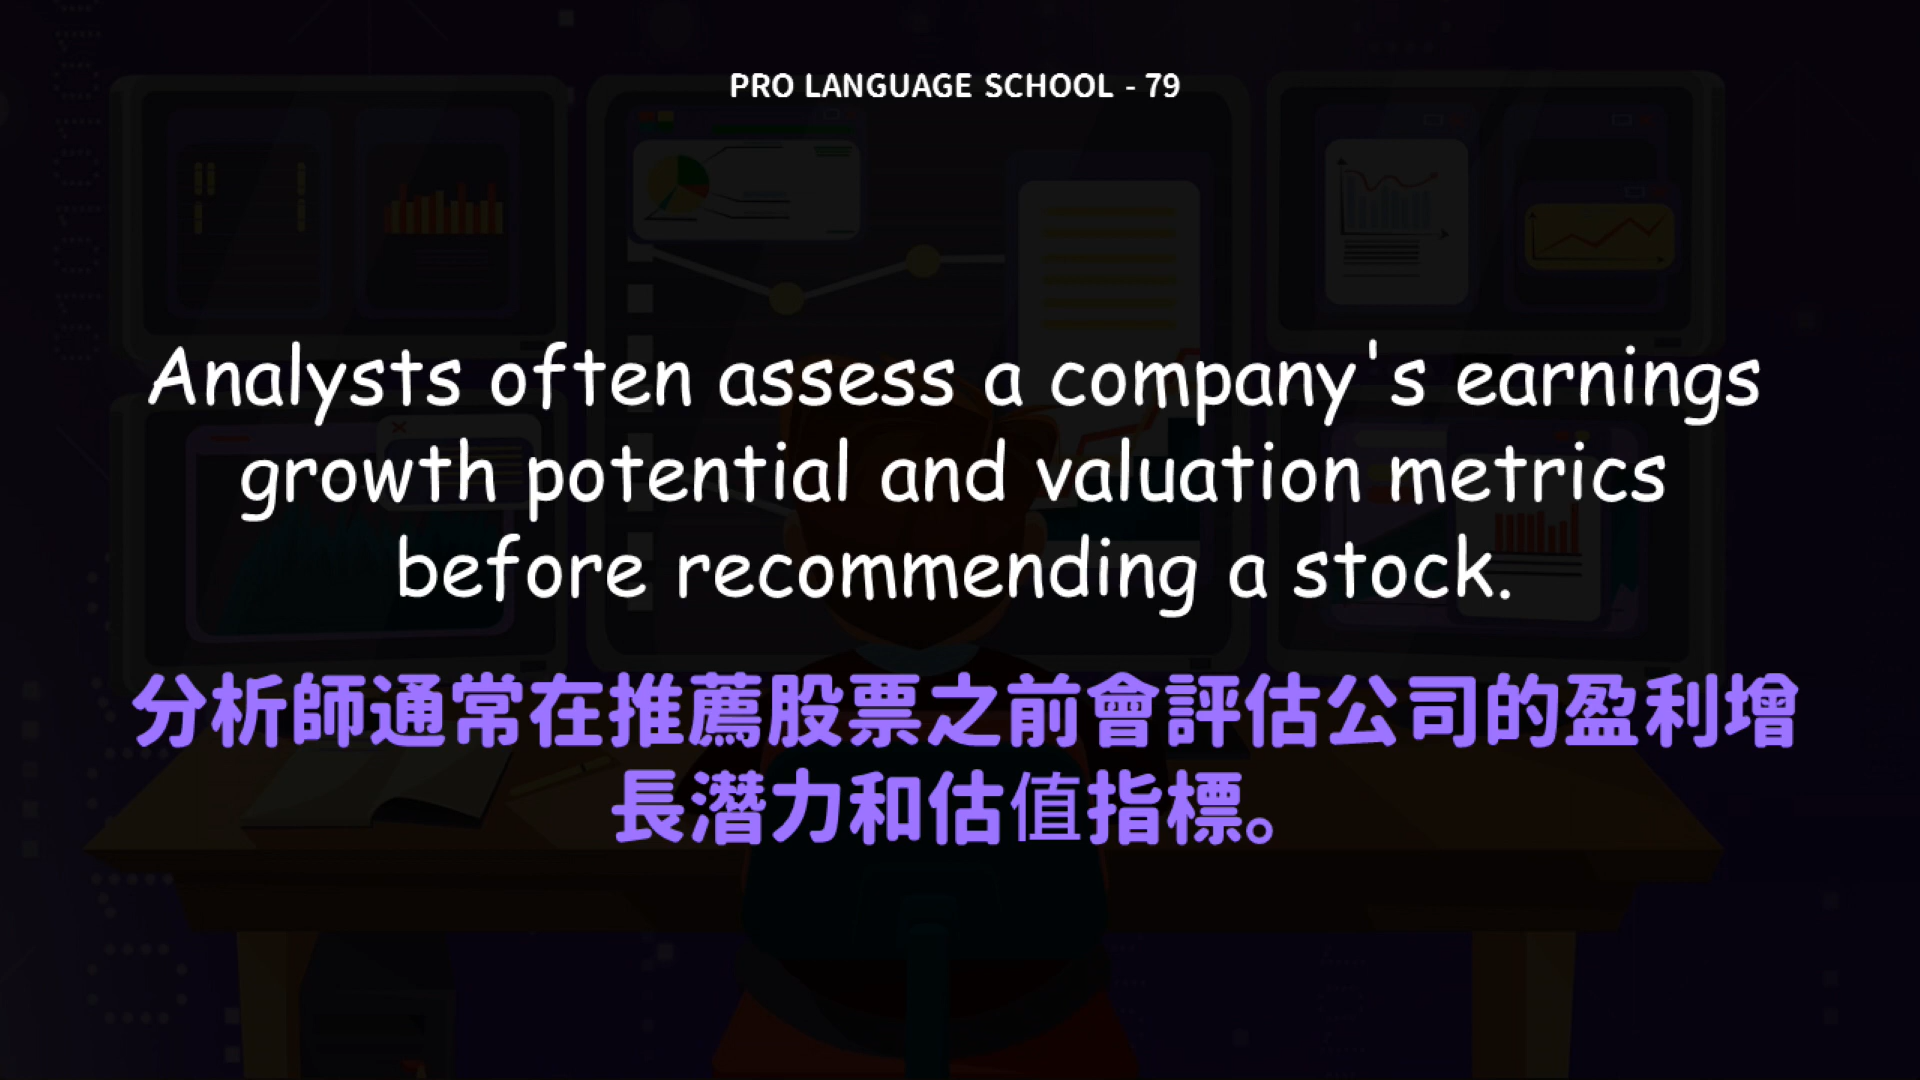 PRO LANGUAGE SCHOOL - 79
Analysts often assess a company's earnings
growth potential and valuation metrics
before recommending a stock.
分析師通常在推薦股票之前會評估公司的盈利增
長潛力和估值指標。